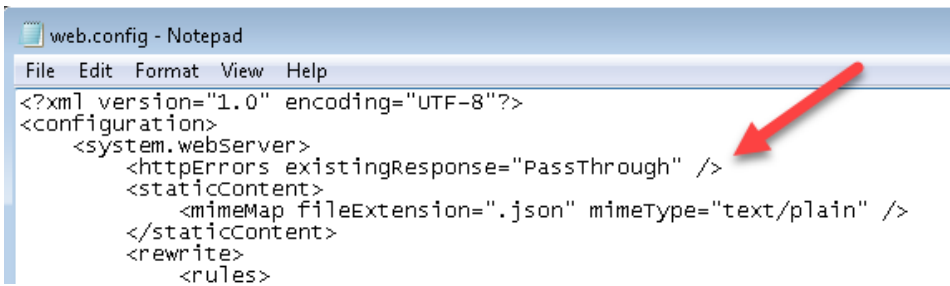 web.config - Notepad
File Edit Format View Help
<?xml version="1.0" encoding="UTF-8"?>
<configuration>
    <system.webServer>
        <httpErrors existingResponse="PassThrough" />
        <staticContent>
            <mimeMap fileExtension=".json" mimeType="text/plain" />
        </staticContent>
        <rewrite>
            <rules>